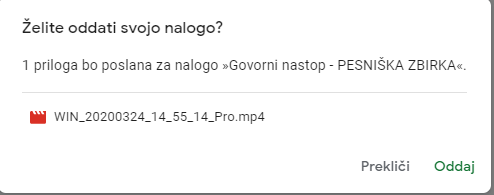 Želite oddati svojo nalogo?
1 priloga bo poslana za nalogo »Govorni nastop - PESNIŠKA ZBIRKA«.
WIN_20200324_14_55_14_Pro.mp4
Prekliči Oddaj